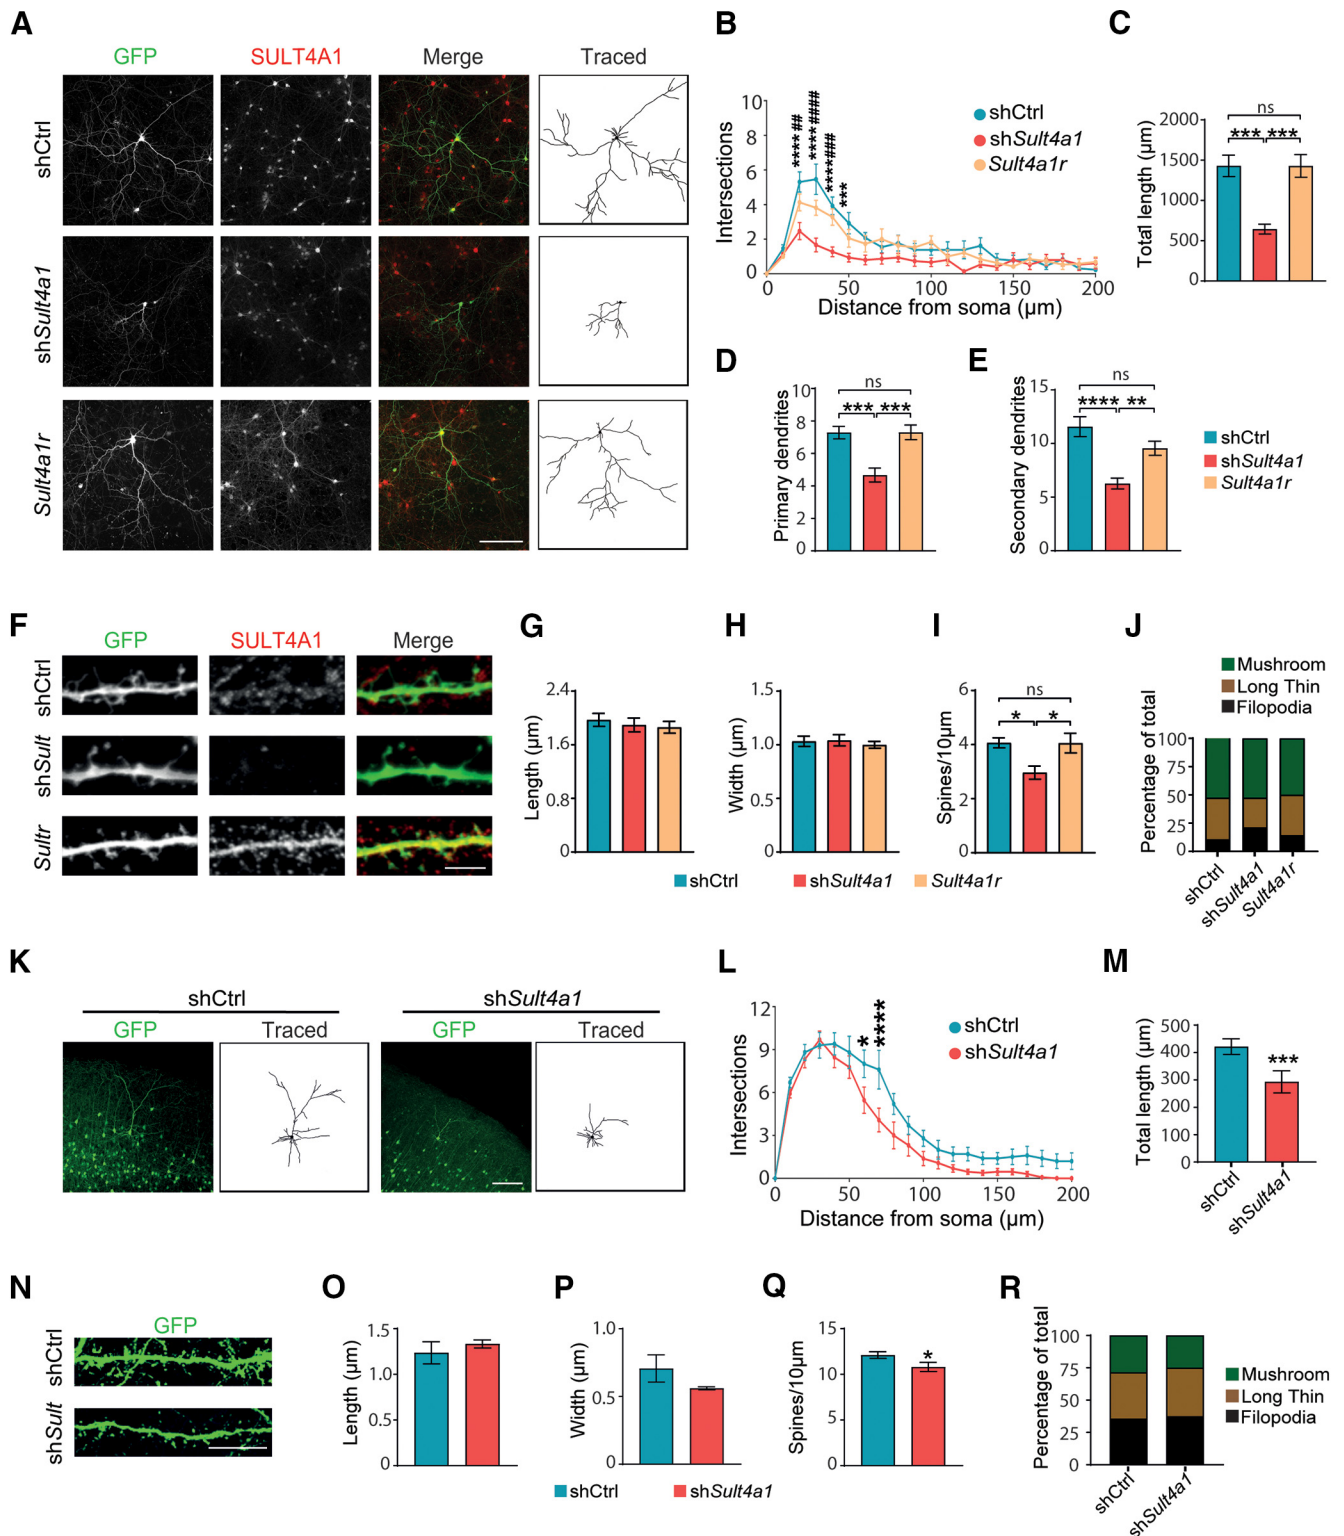 A
GFP
SULT4A1
Merge
Traced
shCtrl
shSult4a1
Sult4a1r
B
Intersections
10
8
6
4
2
0
0
50
100
150
200
Distance from soma (µm)
**** ##
**** ####
**** ###
***
shCtrl
shSult4a1
Sult4a1r
C
Total length (µm)
2000
1500
1000
500
0
ns
*** ***
D
Primary dendrites
10
8
6
4
2
0
ns
*** ***
E
Secondary dendrites
15
10
5
0
ns
**** **
shCtrl
shSult4a1
Sult4a1r
F
GFP
SULT4A1
Merge
shCtrl
shSult
Sultr
G
Length (µm)
2.4
1.6
0.8
0
H
Width (µm)
1.5
1.0
0.5
0
I
Spines/10µm
6
4
2
0
ns
* *
shCtrl
shSult4a1
Sult4a1r
J
Mushroom
Long Thin
Filopodia
Percentage of total
100
75
50
25
0
shCtrl
shSult4a1
Sult4a1r
K
shCtrl
shSult4a1
GFP
Traced
GFP
Traced
L
Intersections
12
9
6
3
0
0
50
100
150
200
Distance from soma (µm)
*
****
shCtrl
shSult4a1
M
Total length (µm)
500
400
300
200
100
0
***
shCtrl
shSult4a1
N
GFP
shCtrl
shSult
O
Length (µm)
1.5
1.0
0.5
0
P
Width (µm)
1.0
0.5
0
shCtrl
shSult4a1
Q
Spines/10µm
15
10
5
0
*
R
Percentage of total
100
75
50
25
0
shCtrl
shSult4a1
Mushroom
Long Thin
Filopodia